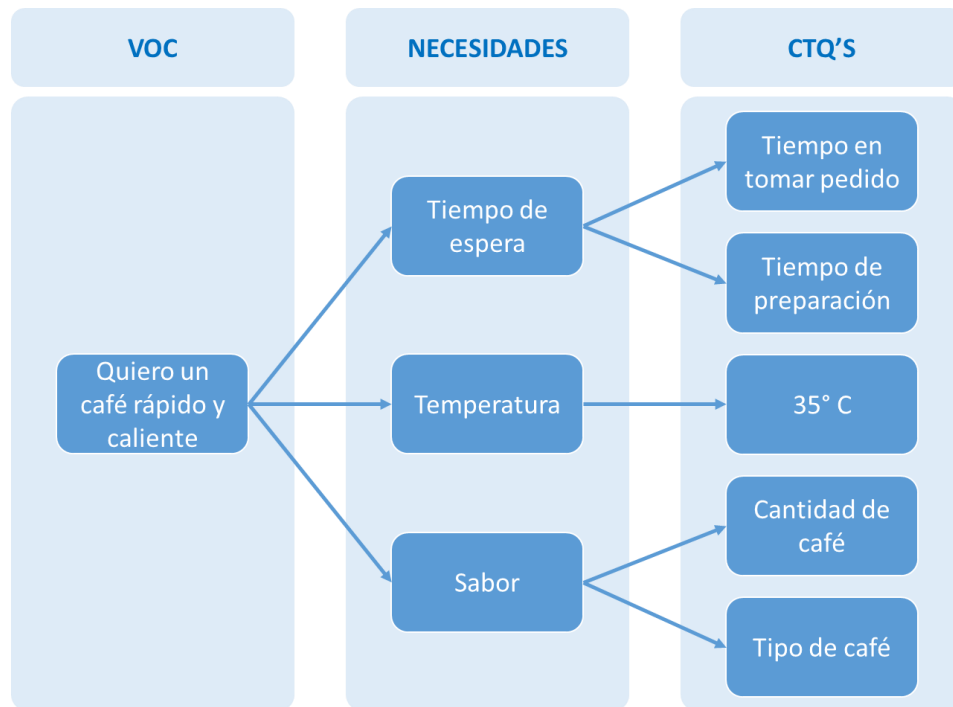 VOC
NECESIDADES
CTQ'S
Quiero un
café rápido y
caliente
Tiempo de
espera
Temperatura
Sabor
Tiempo en
tomar pedido
Tiempo de
preparación
35° C
Cantidad de
café
Tipo de café